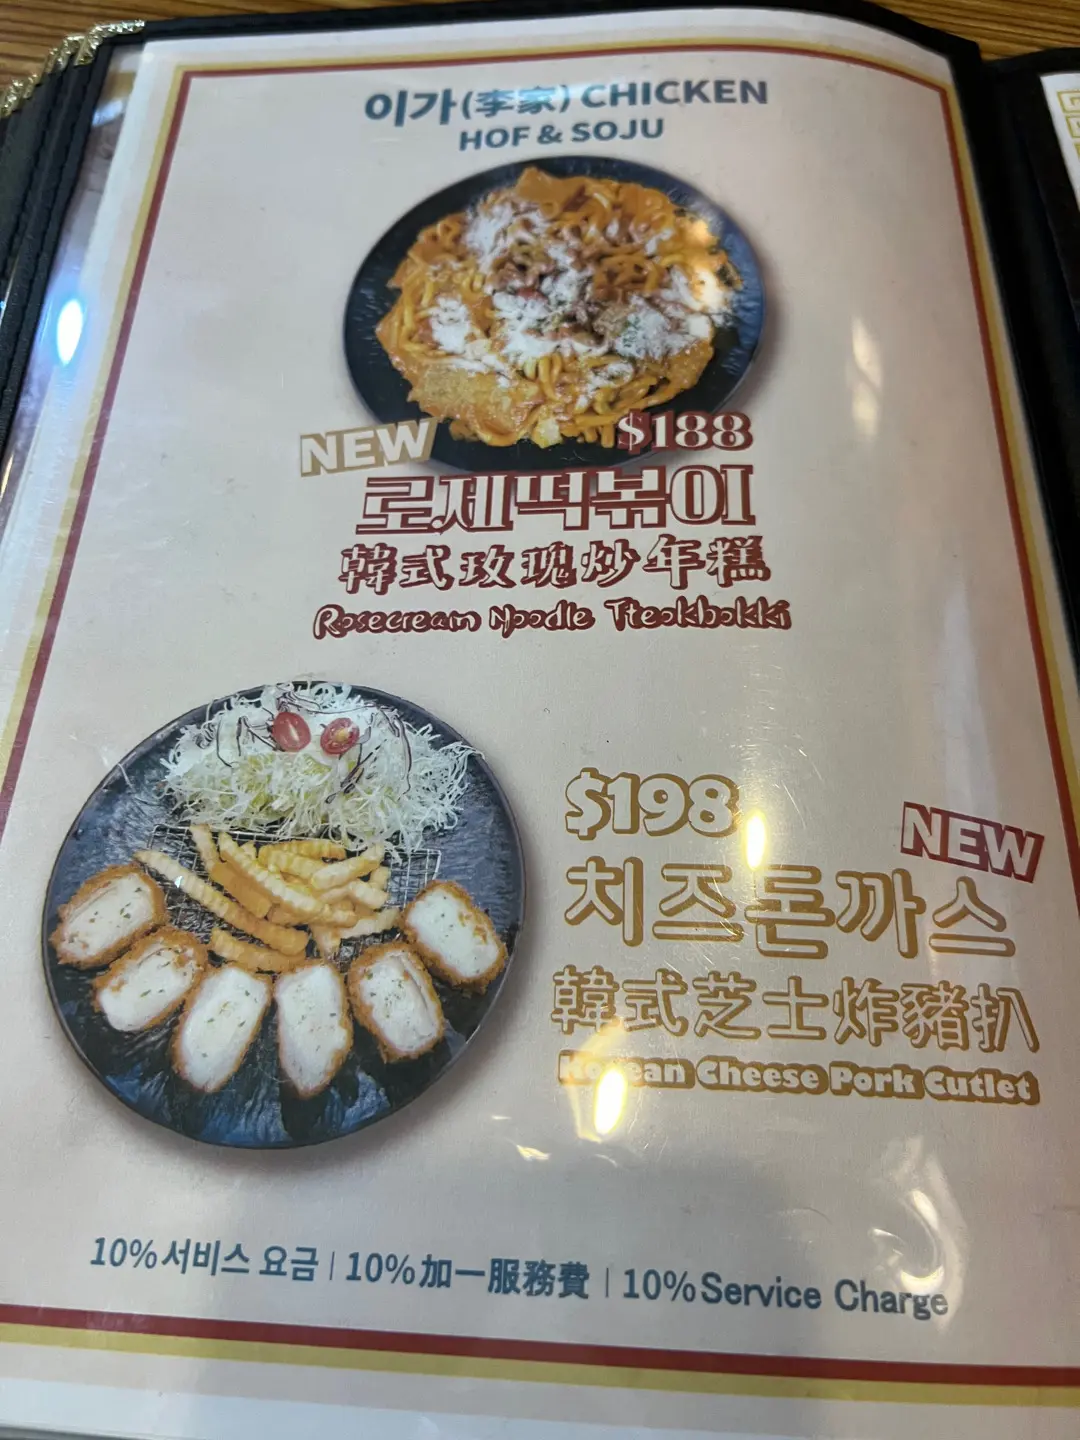 이가(李家) CHICKEN
HOF & SOJU
NEW
$188
로제떡볶이
韓式玫瑰炒年糕
Rosecream Noodle Tteokbokki
$198
NEW
치즈돈까스
韓式芝士炸豬扒
Korean Cheese Pork Cutlet
10%서비스 요금 | 10%加一服務費 | 10%Service Charge